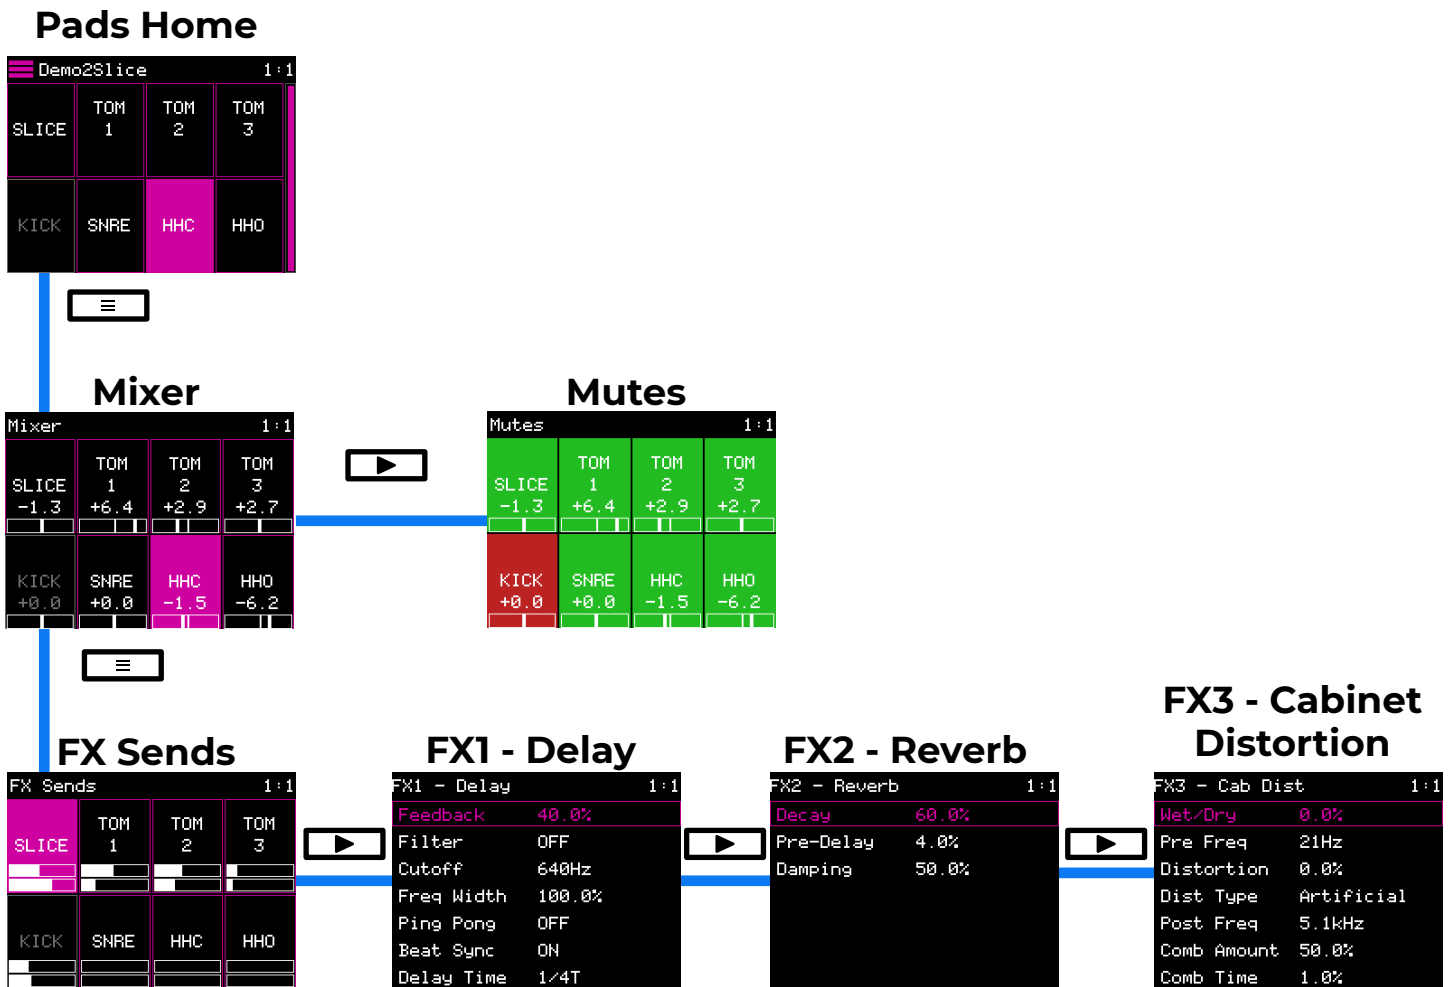 Pads Home
Demo2Slice 1:1
SLICE TOM 1 TOM 2 TOM 3
KICK SNRE HHC HHO
Mixer
Mixer 1:1
SLICE TOM 1 TOM 2 TOM 3
-1.3 +6.4 +2.9 +2.7
KICK SNRE HHC HHO
+0.0 +0.0 -1.5 -6.2
Mutes
Mutes 1:1
SLICE TOM 1 TOM 2 TOM 3
-1.3 +6.4 +2.9 +2.7
KICK SNRE HHC HHO
+0.0 +0.0 -1.5 -6.2
FX Sends
FX Sends 1:1
SLICE TOM 1 TOM 2 TOM 3
KICK SNRE HHC HHO
FX1 - Delay
FX1 - Delay 1:1
Feedback 40.0%
Filter OFF
Cutoff 640Hz
Freq Width 100.0%
Ping Pong OFF
Beat Sync ON
Delay Time 1/4T
FX2 - Reverb
FX2 - Reverb 1:1
Decay 60.0%
Pre-Delay 4.0%
Damping 50.0%
FX3 - Cabinet
Distortion
FX3 - Cab Dist 1:1
Wet/Dry 0.0%
Pre Freq 21Hz
Distortion 0.0%
Dist Type Artificial
Post Freq 5.1kHz
Comb Amount 50.0%
Comb Time 1.0%